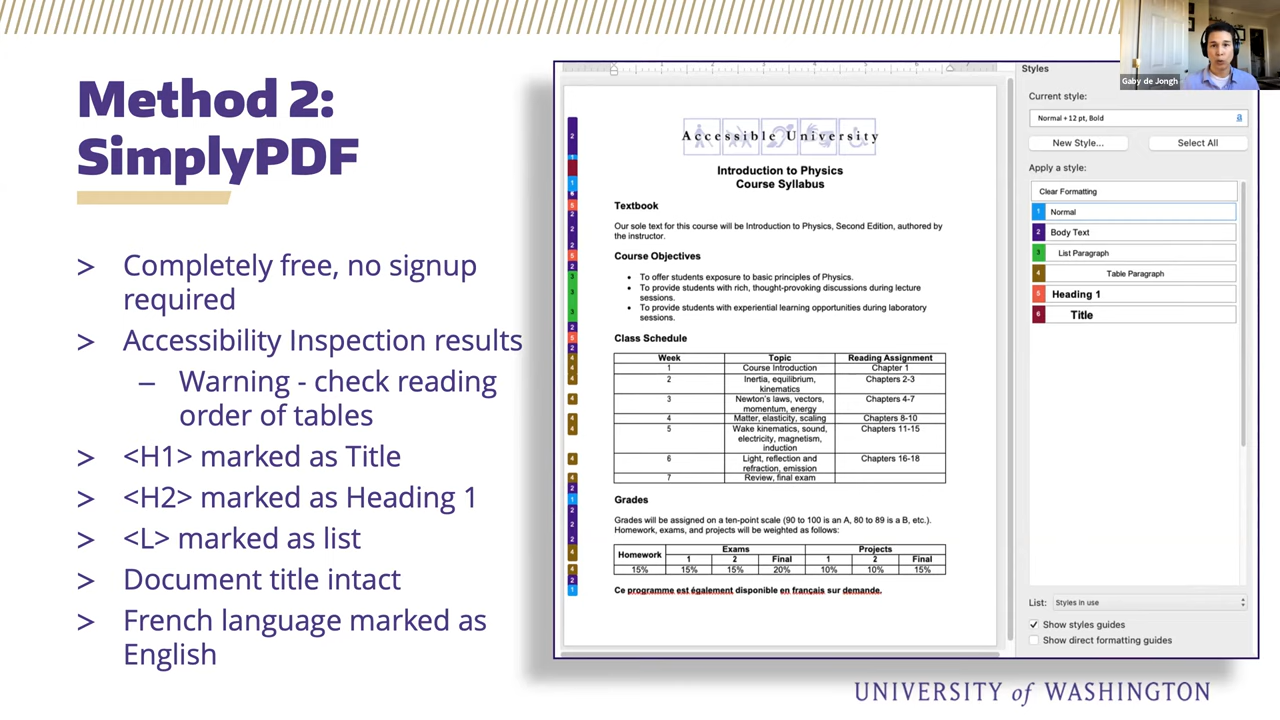 Method 2:
SimplyPDF
> Completely free, no signup
required
> Accessibility Inspection results
– Warning - check reading
order of tables
> <H1> marked as Title
> <H2> marked as Heading 1
> <L> marked as list
> Document title intact
> French language marked as
English
Accessible University
Introduction to Physics
Course Syllabus
Textbook
Our sole text for this course will be Introduction to Physics, Second Edition, authored by
the instructor.
Course Objectives
• To offer students exposure to basic principles of Physics.
• To provide students with rich, thought-provoking discussions during lecture
sessions.
• To provide students with experiential learning opportunities during laboratory
sessions.
Class Schedule
Week Topic Reading Assignment
1 Course Introduction Chapter 1
2 Inertia, equilibrium, Chapters 2-3
kinematics
3 Newton's laws, vectors, Chapters 4-7
momentum, energy
4 Matter, elasticity, scaling Chapters 8-10
5 Wake kinematics, sound, Chapters 11-15
electricity, magnetism,
induction
6 Light, reflection and Chapters 16-18
refraction, emission
7 Review, final exam
Grades
Grades will be assigned on a ten-point scale (90 to 100 is an A, 80 to 89 is a B, etc.).
Homework, exams, and projects will be weighted as follows:
Homework Exams Projects
1 2 Final 1 2 Final
15% 15% 15% 20% 10% 10% 15%
Ce programme est également disponible en français sur demande.
Styles
Current style:
Normal + 12 pt, Bold a
New Style... Select All
Apply a style:
Clear Formatting
1 Normal
2 Body Text
3 List Paragraph
4 Table Paragraph
5 Heading 1
6 Title
List: Styles in use
Show styles guides
Show direct formatting guides
Gaby de Jongh
UNIVERSITY of WASHINGTON